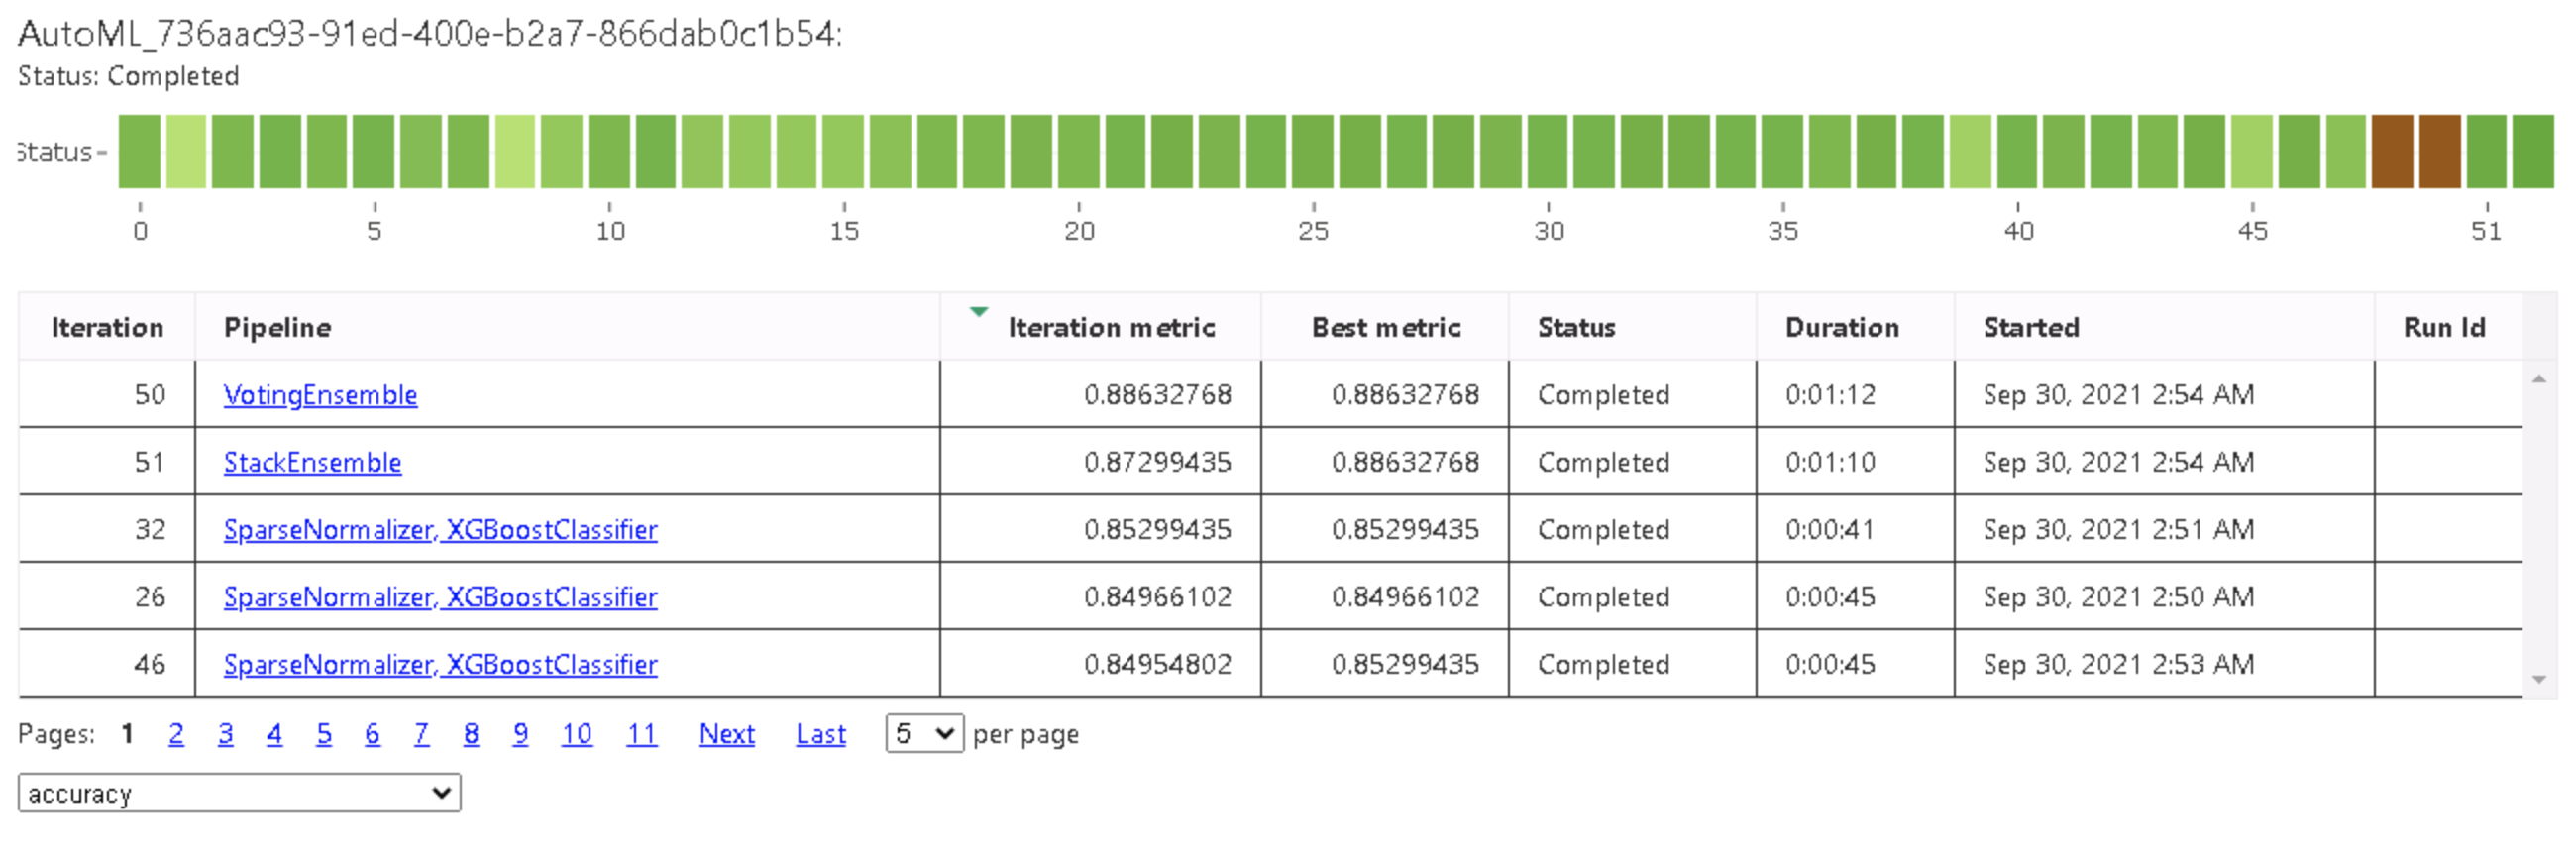 AutoML_736aac93-91ed-400e-b2a7-866dab0c1b54:
Status: Completed
Status
0 5 10 15 20 25 30 35 40 45 51
Iteration Pipeline Iteration metric Best metric Status Duration Started Run Id
50 VotingEnsemble 0.88632768 0.88632768 Completed 0:01:12 Sep 30, 2021 2:54 AM
51 StackEnsemble 0.87299435 0.88632768 Completed 0:01:10 Sep 30, 2021 2:54 AM
32 SparseNormalizer, XGBoostClassifier 0.85299435 0.85299435 Completed 0:00:41 Sep 30, 2021 2:51 AM
26 SparseNormalizer, XGBoostClassifier 0.84966102 0.84966102 Completed 0:00:45 Sep 30, 2021 2:50 AM
46 SparseNormalizer, XGBoostClassifier 0.84954802 0.85299435 Completed 0:00:45 Sep 30, 2021 2:53 AM
Pages: 1 2 3 4 5 6 7 8 9 10 11 Next Last 5 per page
accuracy